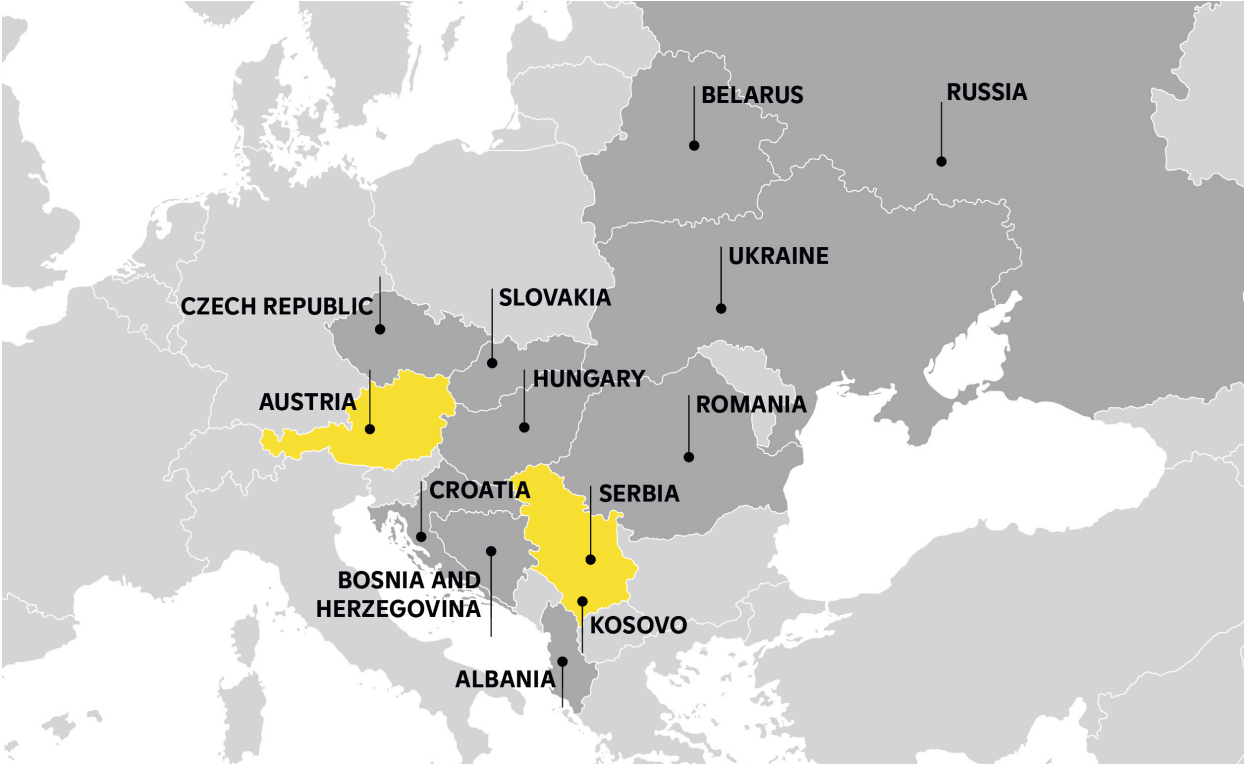 BELARUS
RUSSIA
UKRAINE
SLOVAKIA
CZECH REPUBLIC
HUNGARY
AUSTRIA
ROMANIA
CROATIA
SERBIA
BOSNIA AND
HERZEGOVINA
KOSOVO
ALBANIA